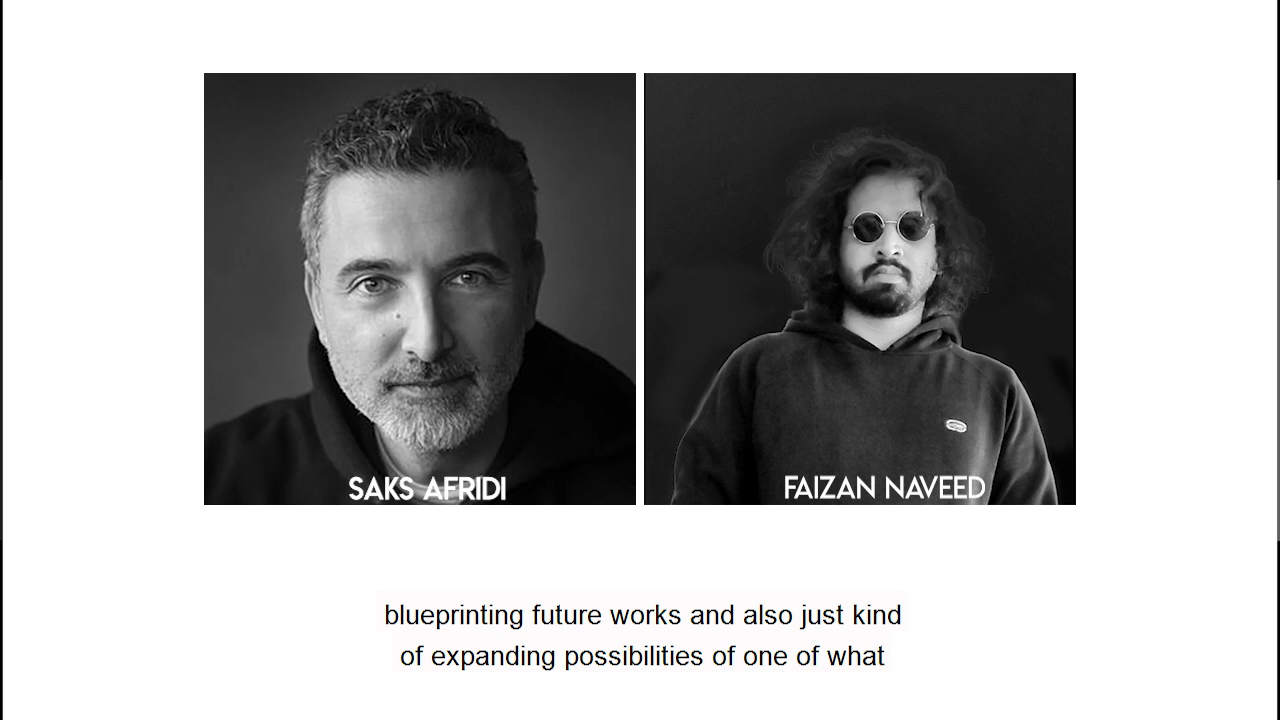 SAKS AFRIDI
FAIZAN NAVEED
blueprinting future works and also just kind
of expanding possibilities of one of what